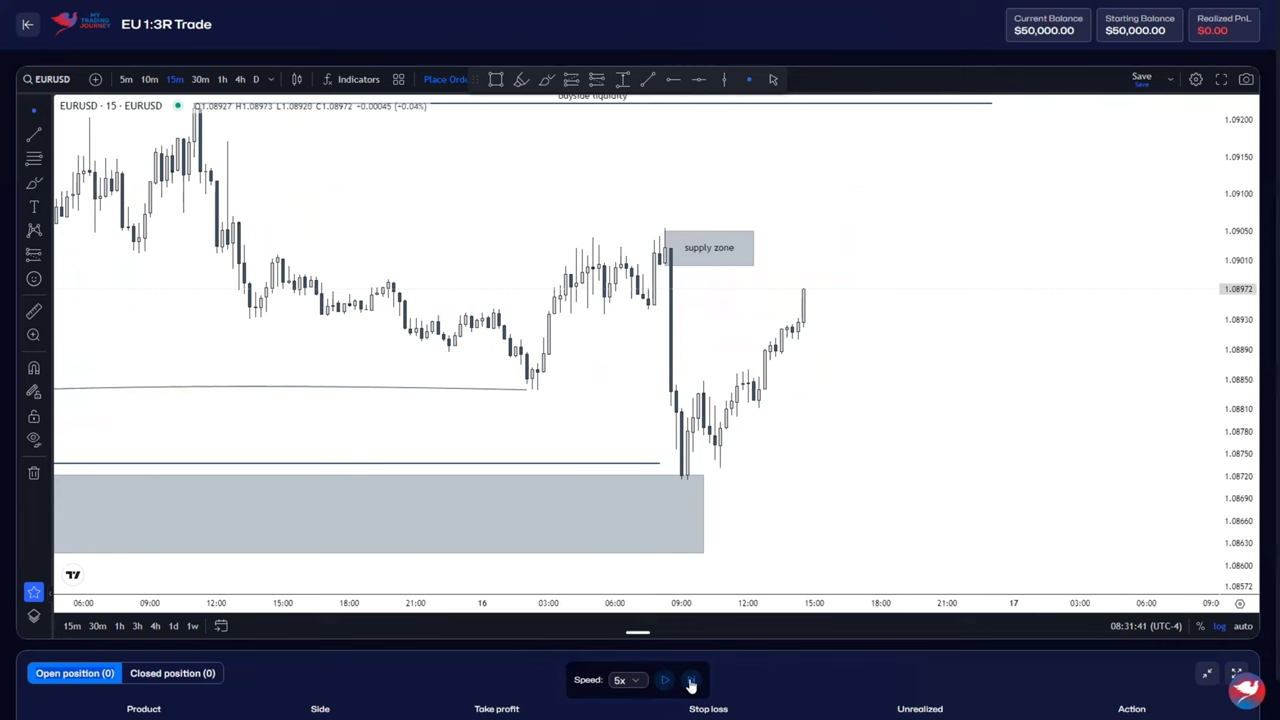 MY TRADING JOURNEY
EU 1:3R Trade
Current Balance
$50,000.00
Starting Balance
$50,000.00
Realized PnL
$0.00
EURUSD
5m 10m 15m 30m 1h 4h D
Indicators
Place Orde
Save
Save
EURUSD · 15 · EURUSD
O1.08927 H1.08973 L1.08920 C1.08972 +0.00045 (+0.04%)
buyside liquidity
supply zone
1.09200
1.09150
1.09100
1.09050
1.09010
1.08972
1.08930
1.08890
1.08850
1.08810
1.08780
1.08750
1.08720
1.08690
1.08660
1.08630
1.08600
1.08572
06:00 09:00 12:00 15:00 18:00 21:00 16 03:00 06:00 09:00 12:00 15:00 18:00 21:00 17 03:00 06:00 09:0
15m 30m 1h 3h 4h 1d 1w
08:31:41 (UTC-4) % log auto
Open position (0) Closed position (0)
Speed: 5x
Product Side Take profit Stop loss Unrealized Action